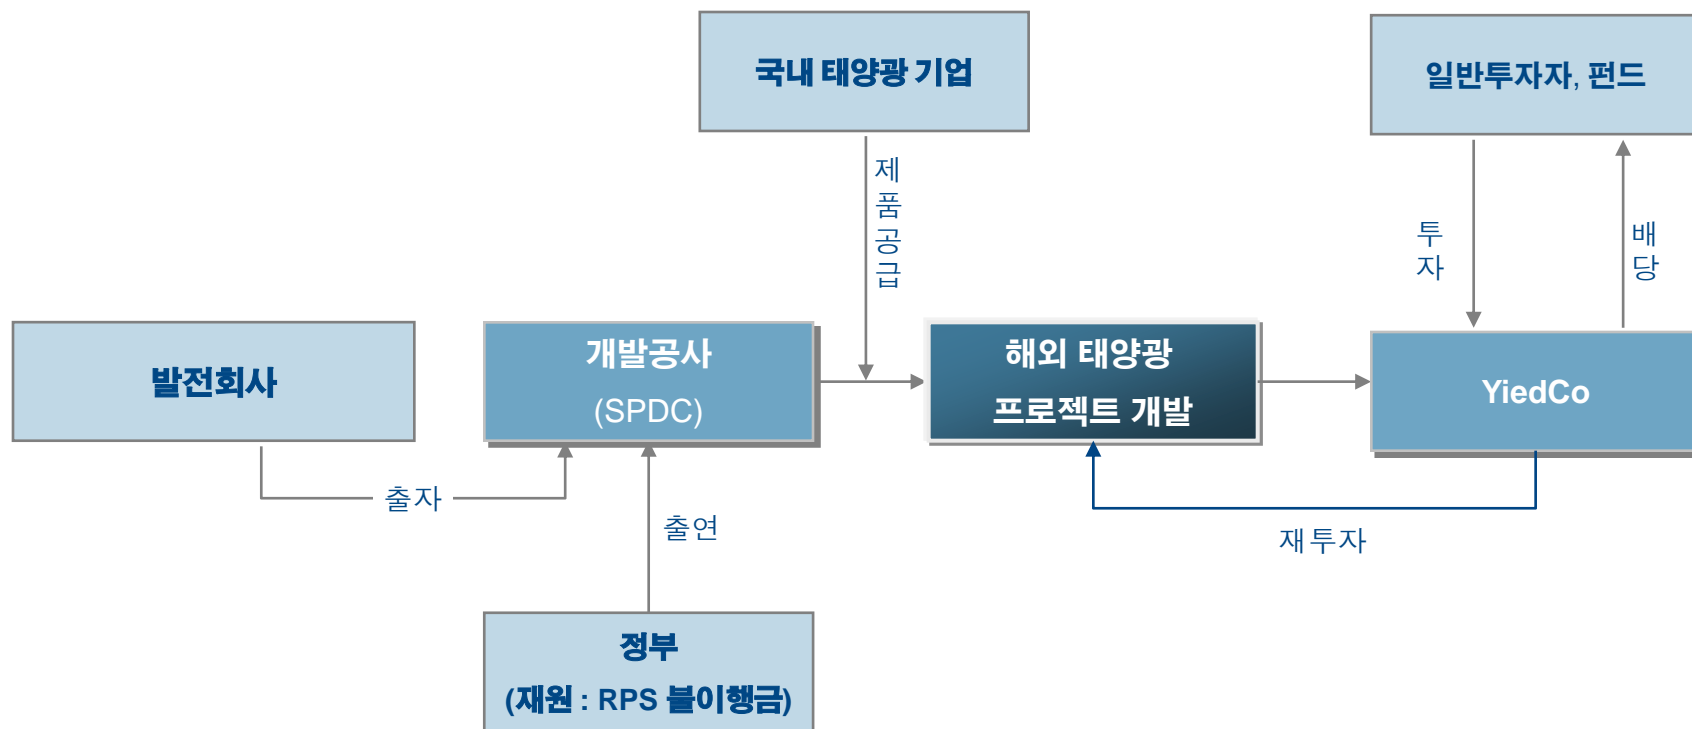 국내 태양광 기업
일반투자자, 펀드
제
품
공
급
투
자
배
당
발전회사
개발공사
(SPDC)
해외 태양광
프로젝트 개발
YiedCo
출자
출연
재투자
정부
(재원 : RPS 불이행금)